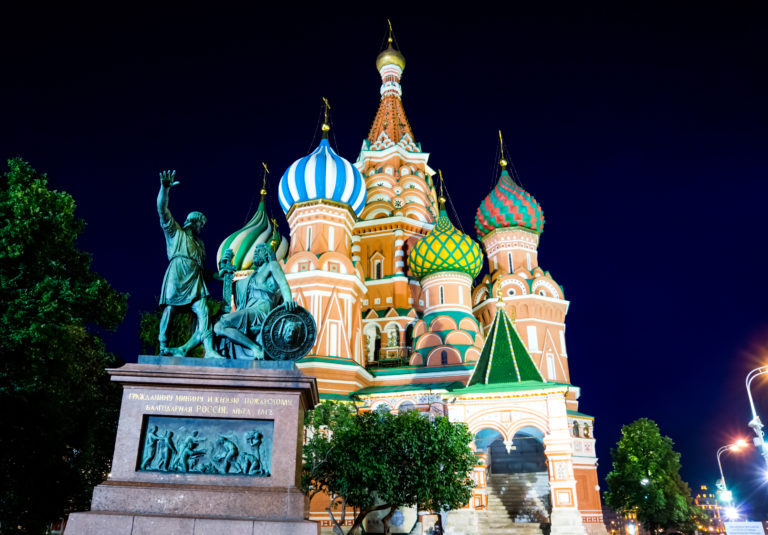 ГРАЖДАНИНУ МИНИНУ И КНЯЗЮ ПОЖАРСКОМУ
БЛАГОДАРНАЯ РОССІЯ. ЛѢТА 1818